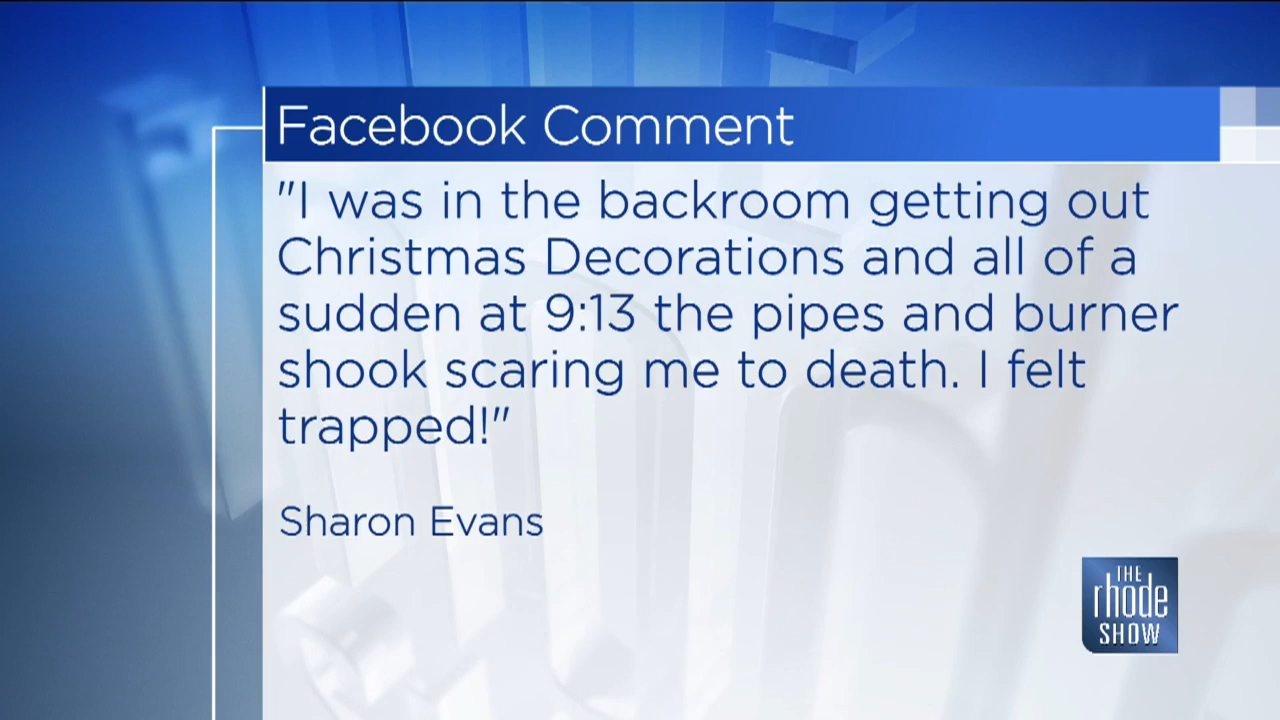 Facebook Comment
"I was in the backroom getting out
Christmas Decorations and all of a
sudden at 9:13 the pipes and burner
shook scaring me to death. I felt
trapped!"
Sharon Evans
THE
rhode
SHOW